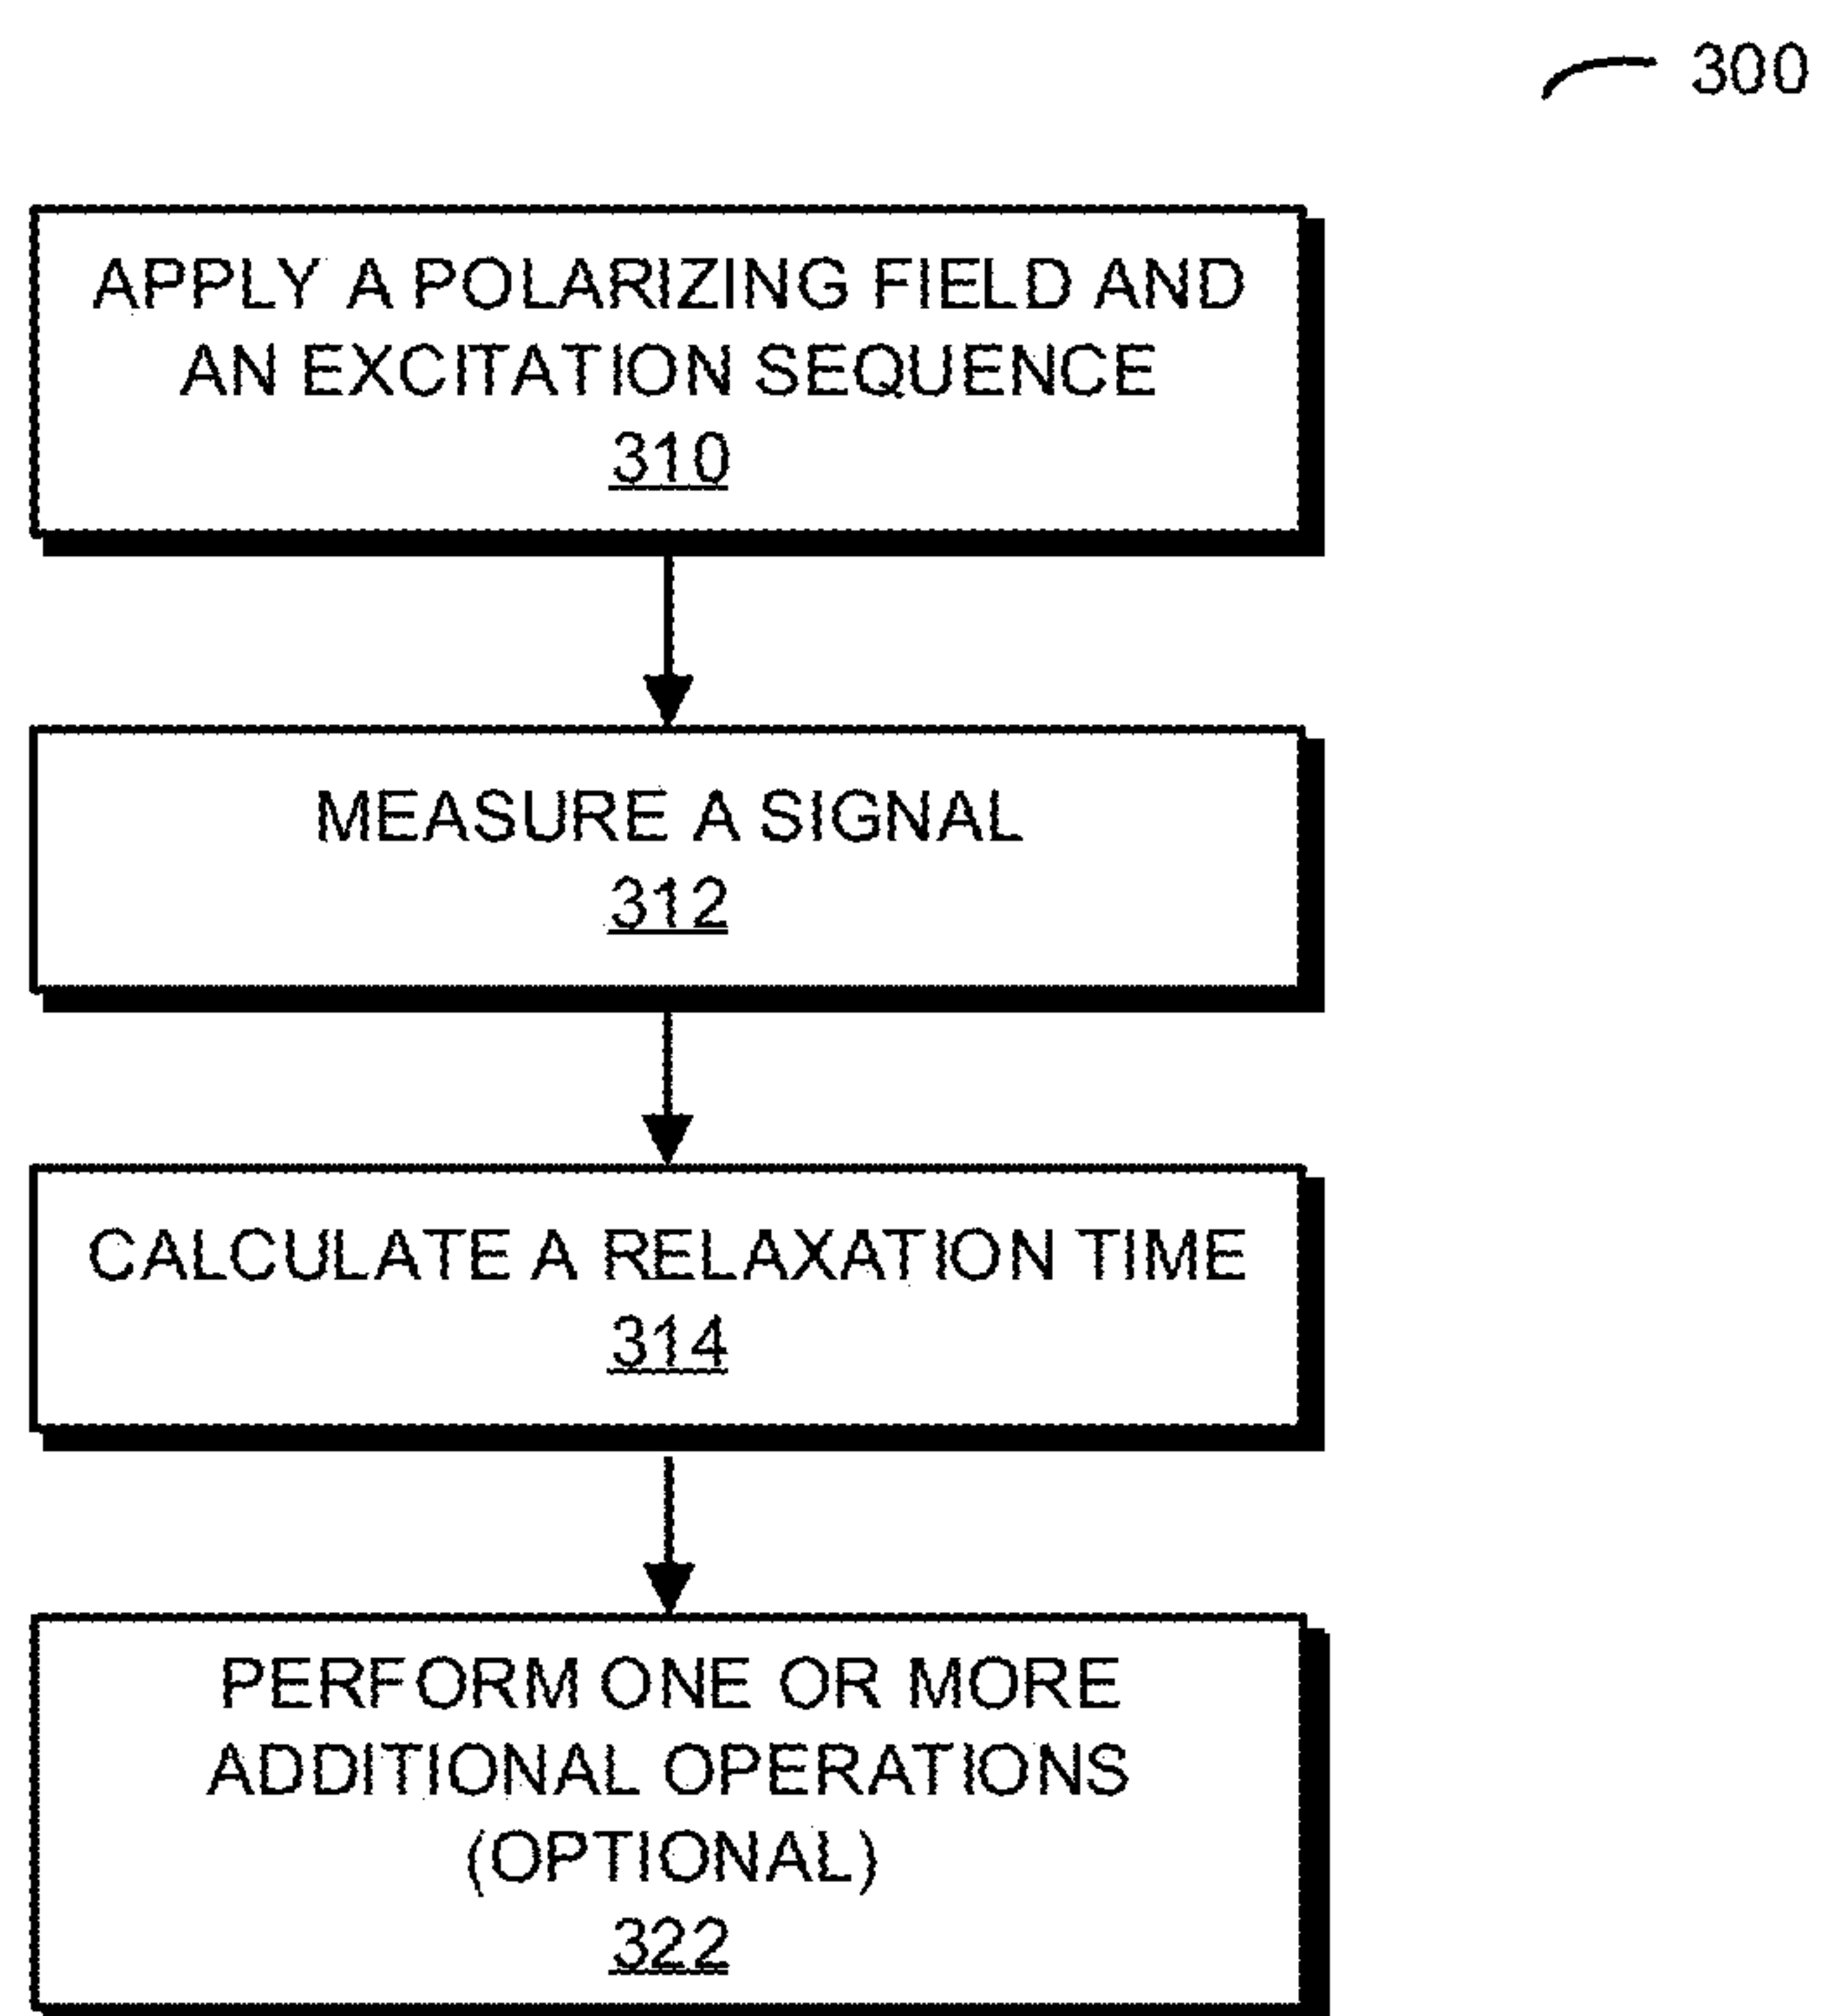 300
APPLY A POLARIZING FIELD AND
AN EXCITATION SEQUENCE
310
MEASURE A SIGNAL
312
CALCULATE A RELAXATION TIME
314
PERFORM ONE OR MORE
ADDITIONAL OPERATIONS
(OPTIONAL)
322